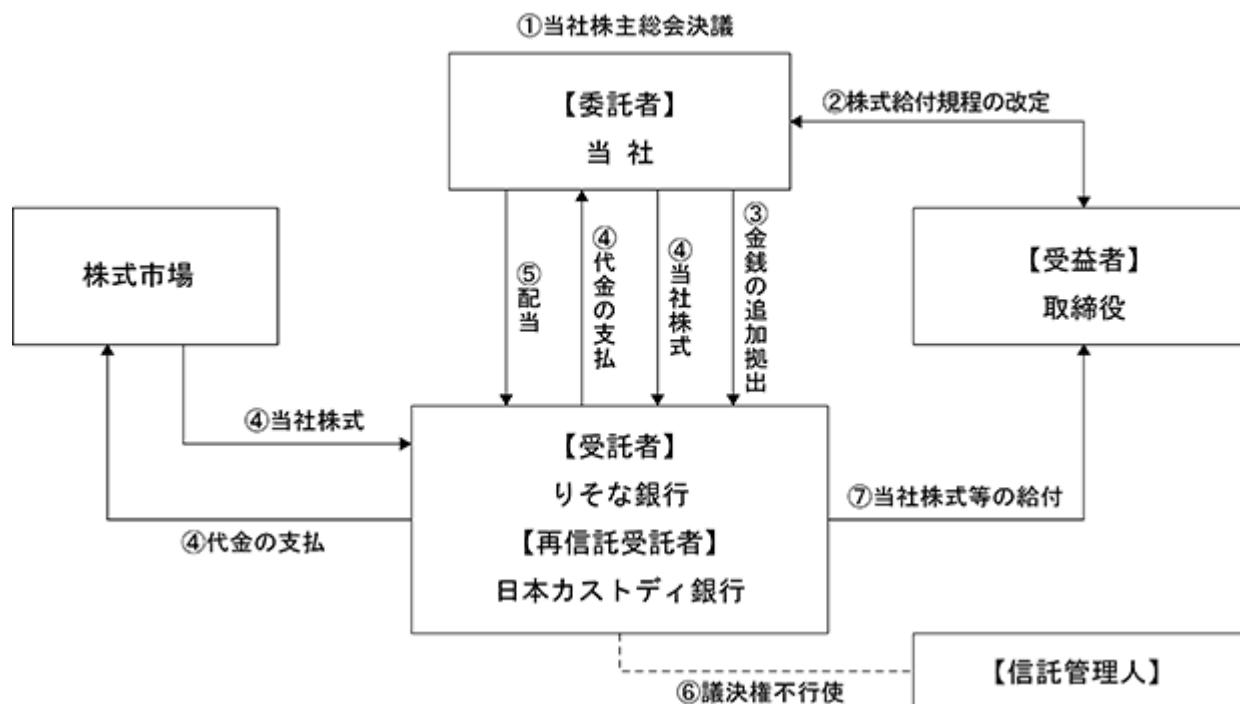 ①当社株主総会決議
【委託者】
当 社
②株式給付規程の改定
株式市場
⑤配当
④代金の支払
④当社株式
③金銭の追加拠出
【受益者】
取締役
④当社株式
④代金の支払
【受託者】
りそな銀行
【再信託受託者】
日本カストディ銀行
⑦当社株式等の給付
⑥議決権不行使
【信託管理人】